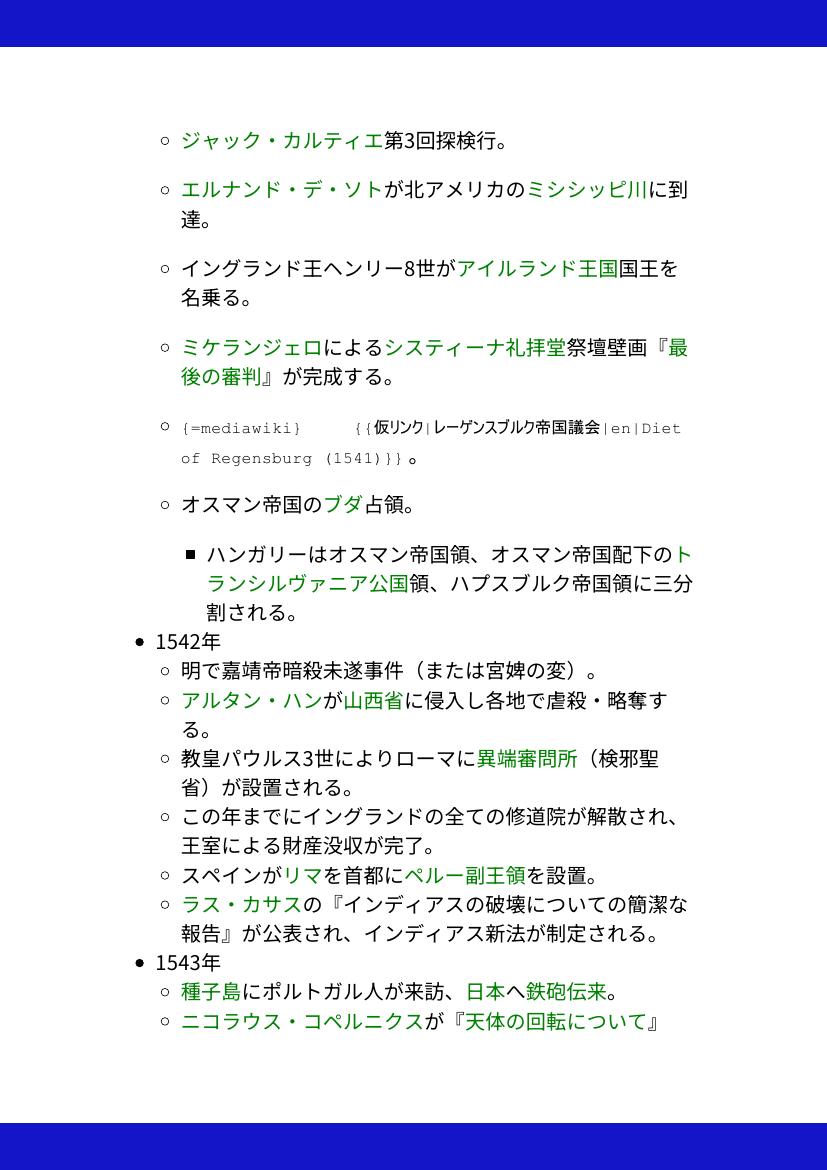 ジャック・カルティエ第3回探検行。
エルナンド・デ・ソトが北アメリカのミシシッピ川に到
達。
イングランド王ヘンリー8世がアイルランド王国国王を
名乗る。
ミケランジェロによるシスティーナ礼拝堂祭壇壁画『最
後の審判』が完成する。
{=mediawiki} {{仮リンク|レーゲンスブルク帝国議会|en|Diet
of Regensburg (1541)}}。
オスマン帝国のブダ占領。
ハンガリーはオスマン帝国領、オスマン帝国配下のト
ランシルヴァニア公国領、ハプスブルク帝国領に三分
割される。
1542年
明で嘉靖帝暗殺未遂事件（または宮婢の変）。
アルタン・ハンが山西省に侵入し各地で虐殺・略奪す
る。
教皇パウルス3世によりローマに異端審問所（検邪聖
省）が設置される。
この年までにイングランドの全ての修道院が解散され、
王室による財産没収が完了。
スペインがリマを首都にペルー副王領を設置。
ラス・カサスの『インディアスの破壊についての簡潔な
報告』が公表され、インディアス新法が制定される。
1543年
種子島にポルトガル人が来訪、日本へ鉄砲伝来。
ニコラウス・コペルニクスが『天体の回転について』